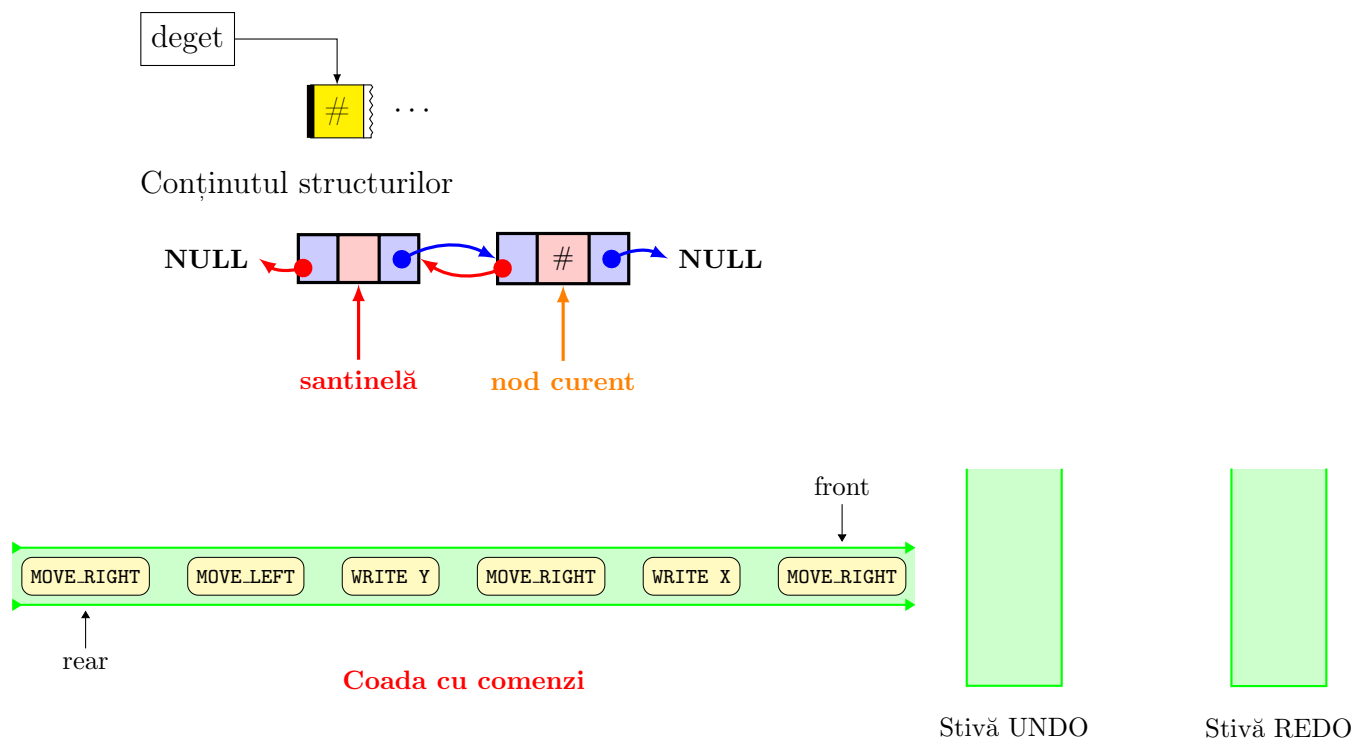 deget
# ...
Conținutul structurilor
NULL # NULL
santinelă nod curent
front
MOVE_RIGHT MOVE_LEFT WRITE Y MOVE_RIGHT WRITE X MOVE_RIGHT
rear
Coada cu comenzi
Stivă UNDO Stivă REDO